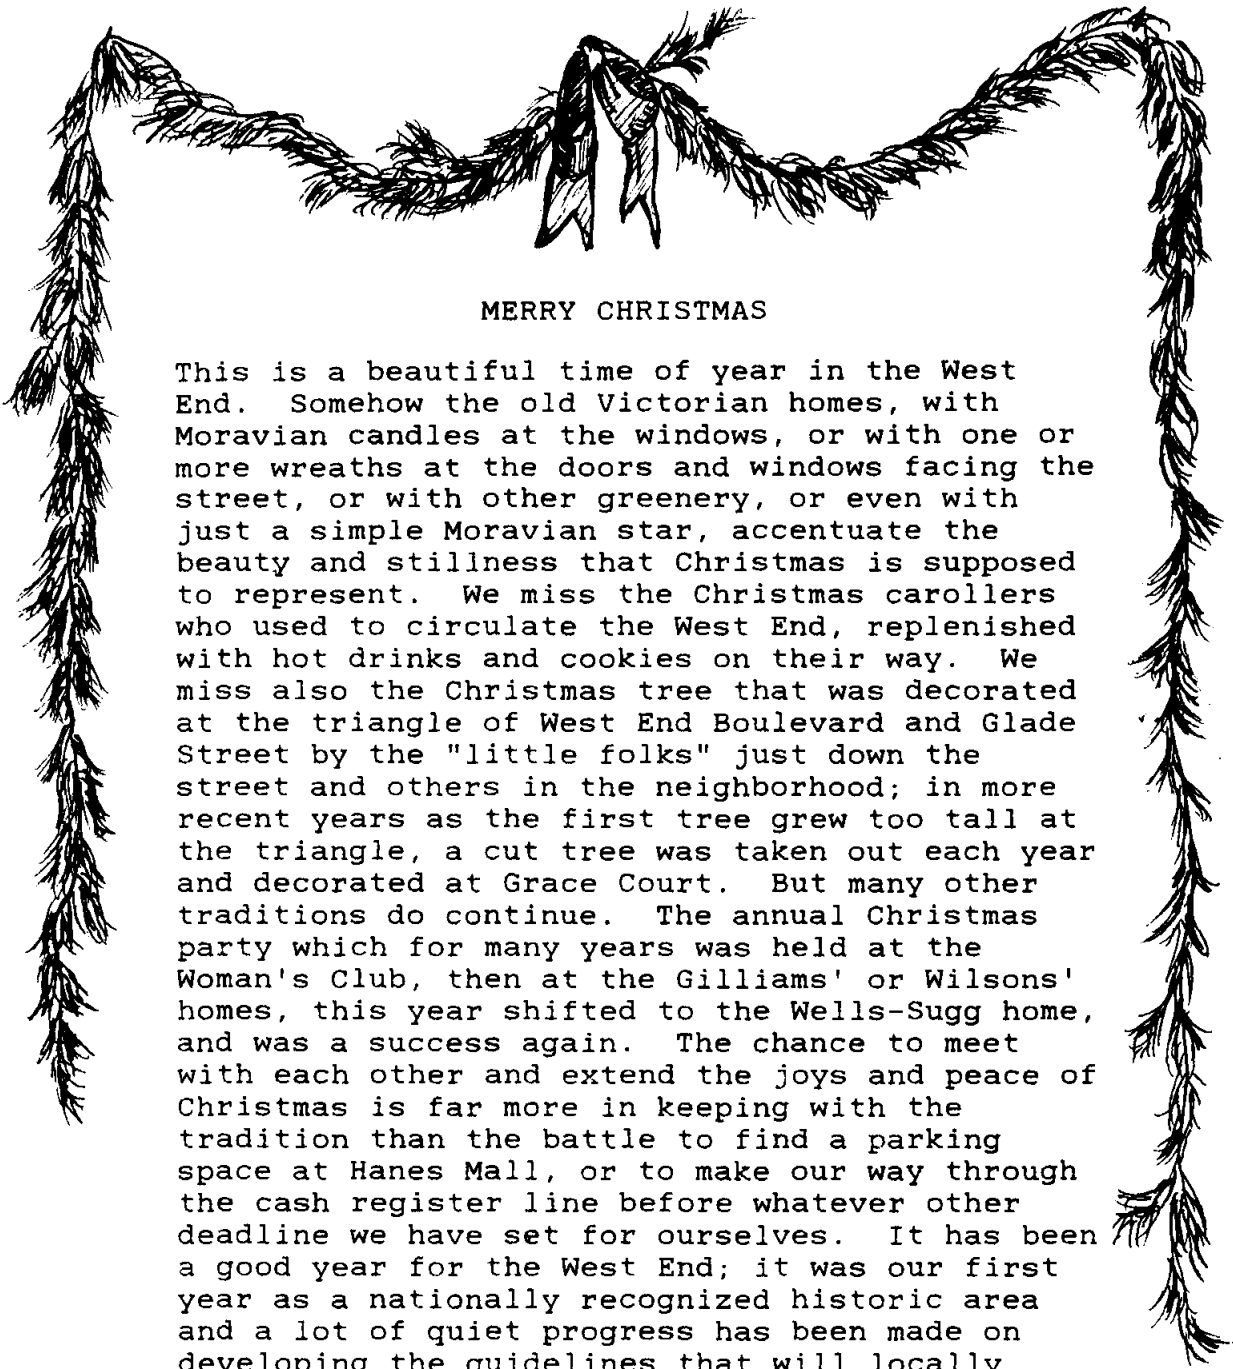 MERRY CHRISTMAS
This is a beautiful time of year in the West
End.  Somehow the old Victorian homes, with
Moravian candles at the windows, or with one or
more wreaths at the doors and windows facing the
street, or with other greenery, or even with
just a simple Moravian star, accentuate the
beauty and stillness that Christmas is supposed
to represent.  We miss the Christmas carollers
who used to circulate the West End, replenished
with hot drinks and cookies on their way.  We
miss also the Christmas tree that was decorated
at the triangle of West End Boulevard and Glade
Street by the "little folks" just down the
street and others in the neighborhood; in more
recent years as the first tree grew too tall at
the triangle, a cut tree was taken out each year
and decorated at Grace Court.  But many other
traditions do continue.  The annual Christmas
party which for many years was held at the
Woman's Club, then at the Gilliams' or Wilsons'
homes, this year shifted to the Wells-Sugg home,
and was a success again.  The chance to meet
with each other and extend the joys and peace of
Christmas is far more in keeping with the
tradition than the battle to find a parking
space at Hanes Mall, or to make our way through
the cash register line before whatever other
deadline we have set for ourselves.  It has been
a good year for the West End; it was our first
year as a nationally recognized historic area
and a lot of quiet progress has been made on
developing the guidelines that will locally